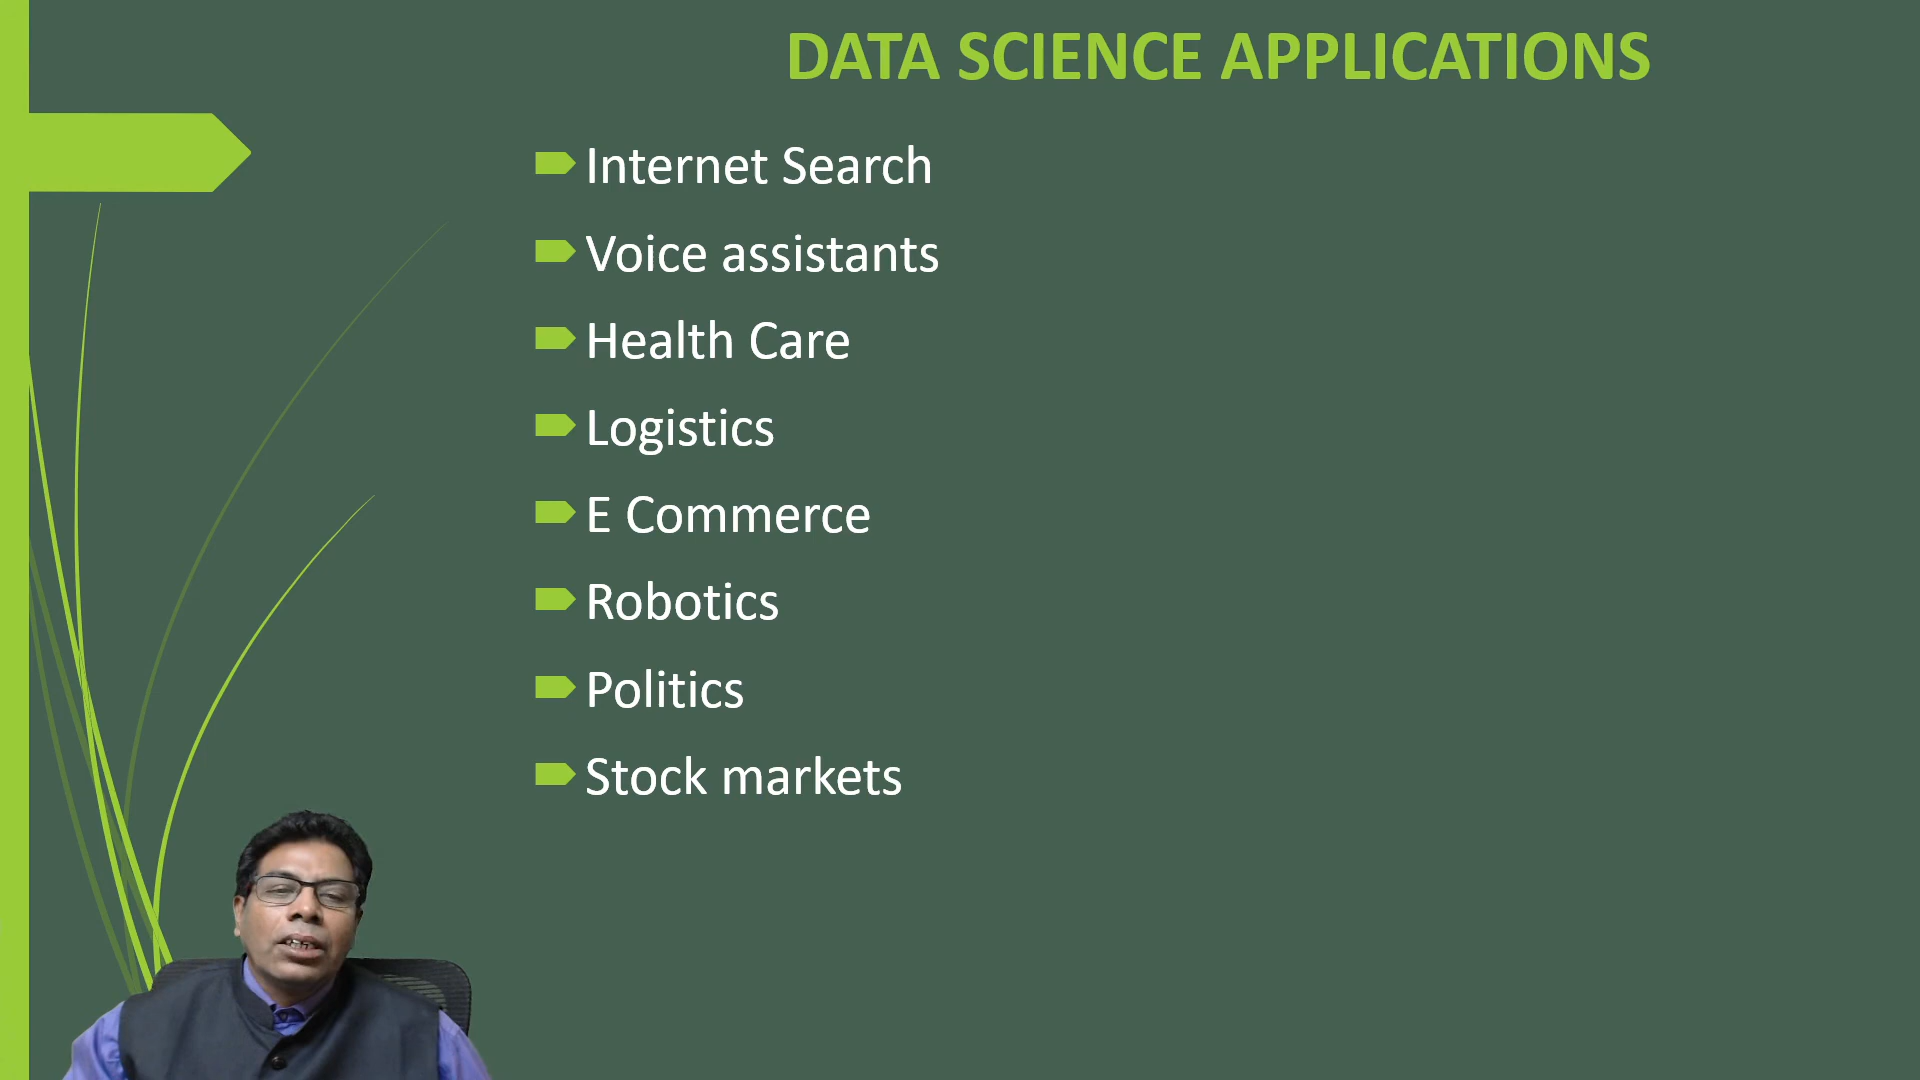 DATA SCIENCE APPLICATIONS
Internet Search
Voice assistants
Health Care
Logistics
E Commerce
Robotics
Politics
Stock markets